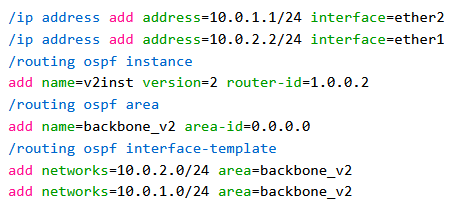 /ip address add address=10.0.1.1/24 interface=ether2
/ip address add address=10.0.2.2/24 interface=ether1
/routing ospf instance
add name=v2inst version=2 router-id=1.0.0.2
/routing ospf area
add name=backbone_v2 area-id=0.0.0.0
/routing ospf interface-template
add networks=10.0.2.0/24 area=backbone_v2
add networks=10.0.1.0/24 area=backbone_v2